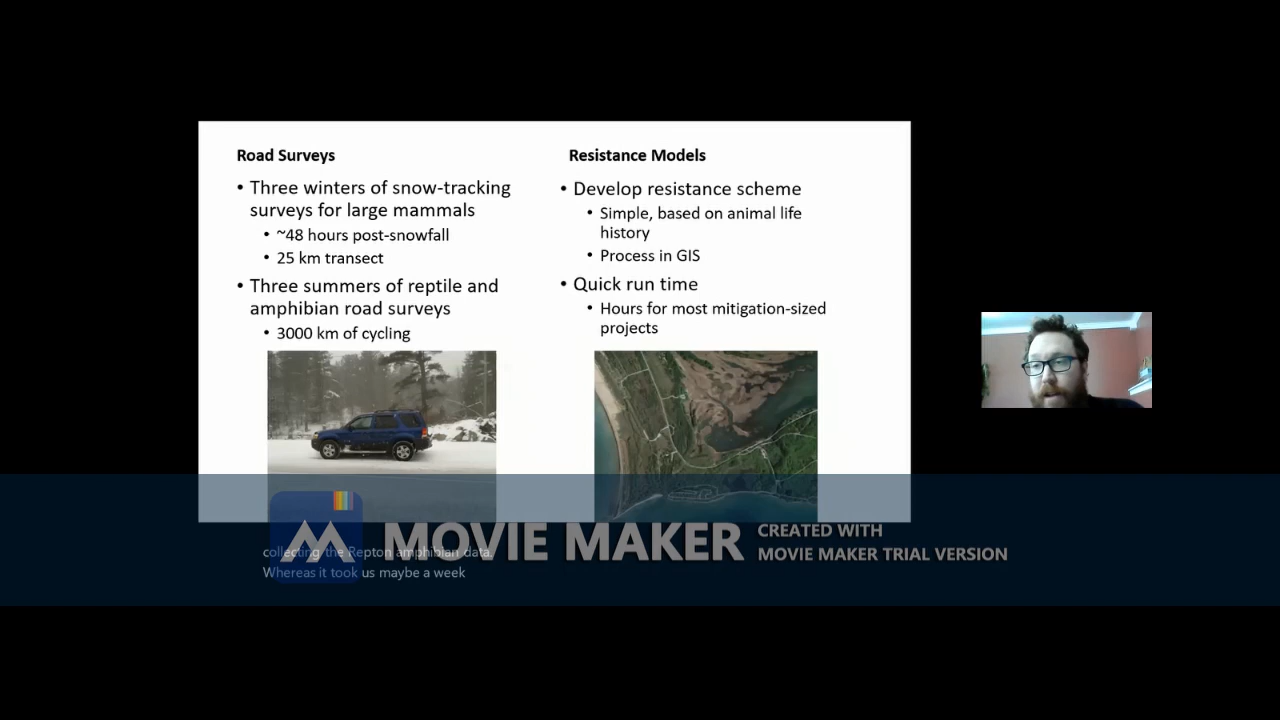 Road Surveys
• Three winters of snow-tracking
surveys for large mammals
• ~48 hours post-snowfall
• 25 km transect
• Three summers of reptile and
amphibian road surveys
• 3000 km of cycling
Resistance Models
• Develop resistance scheme
• Simple, based on animal life
history
• Process in GIS
• Quick run time
• Hours for most mitigation-sized
projects
MOVIE MAKER
CREATED WITH
MOVIE MAKER TRIAL VERSION
collecting the Repton amphibian data.
Whereas it took us maybe a week